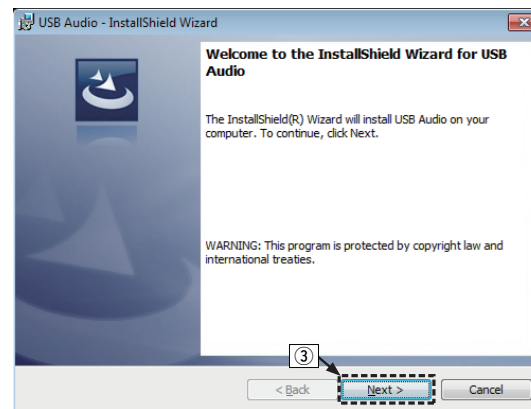 USB Audio - InstallShield Wizard
Welcome to the InstallShield Wizard for USB
Audio
The InstallShield(R) Wizard will install USB Audio on your
computer. To continue, click Next.
WARNING: This program is protected by copyright law and
international treaties.
③
< Back Next > Cancel